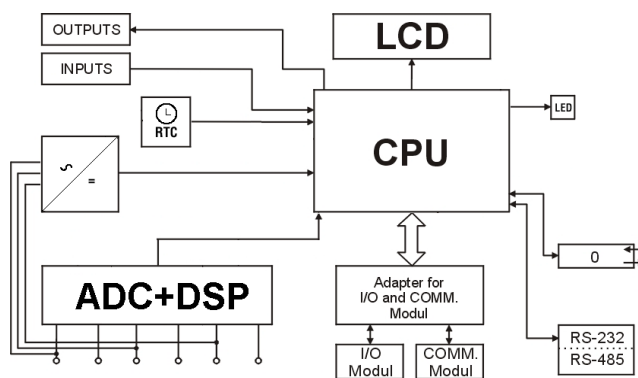 OUTPUTS
INPUTS
LCD
RTC
CPU
LED
=
ADC+DSP
Adapter for
I/O and COMM.
Modul
I/O
Modul
COMM.
Modul
0
RS-232
RS-485